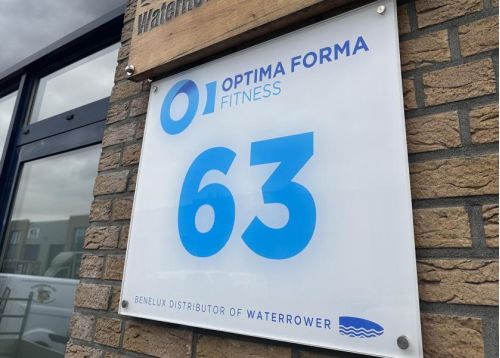 OPTIMA FORMA
FITNESS
63
BENELUX DISTRIBUTOR OF WATERROWER